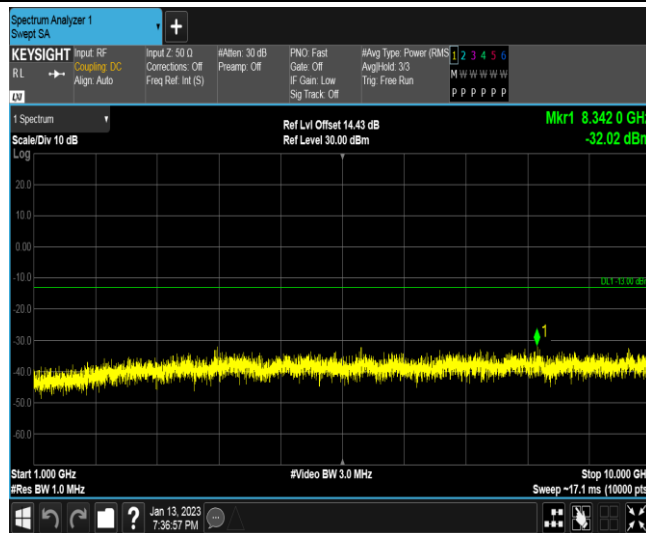 Spectrum Analyzer 1
Swept SA
+
KEYSIGHT
RL
LXI
Input: RF
Coupling: DC
Align: Auto
Input Z: 50 Ω
Corrections: Off
Freq Ref: Int (S)
#Atten: 30 dB
Preamp: Off
PNO: Fast
Gate: Off
IF Gain: Low
Sig Track: Off
#Avg Type: Power (RMS
Avg|Hold: 3/3
Trig: Free Run
1 2 3 4 5 6
M W W W W W
P P P P P P
1 Spectrum
Scale/Div 10 dB
Log
Ref Lvl Offset 14.43 dB
Ref Level 30.00 dBm
Mkr1 8.342 0 GHz
-32.02 dBm
20.0
10.0
0.00
-10.0
DL1 -13.00 dBm
-20.0
-30.0
1
-40.0
-50.0
-60.0
Start 1.000 GHz
#Video BW 3.0 MHz
Stop 10.000 GHz
#Res BW 1.0 MHz
Sweep ~17.1 ms (10000 pts)
?
Jan 13, 2023
7:36:57 PM